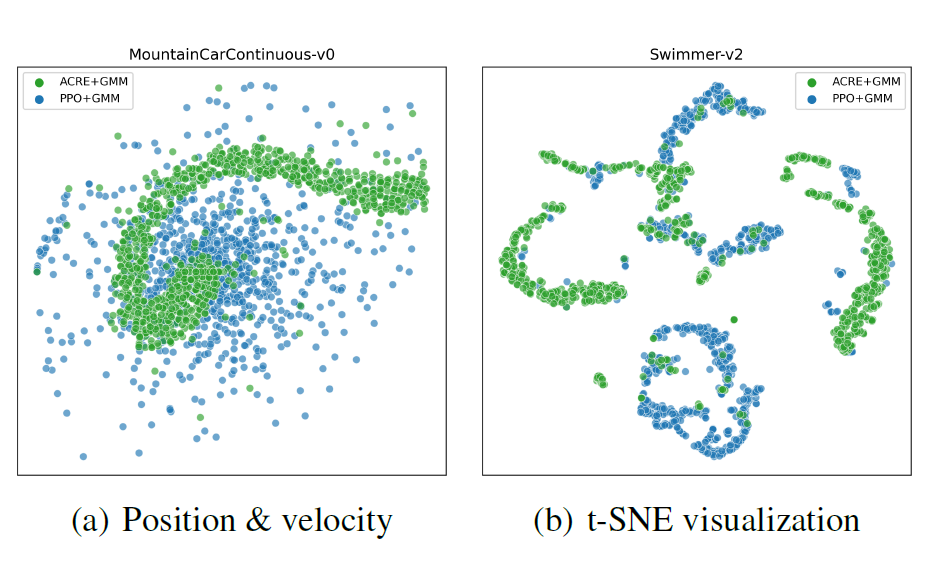 MountainCarContinuous-v0
ACRE+GMM
PPO+GMM
(a) Position & velocity
Swimmer-v2
ACRE+GMM
PPO+GMM
(b) t-SNE visualization